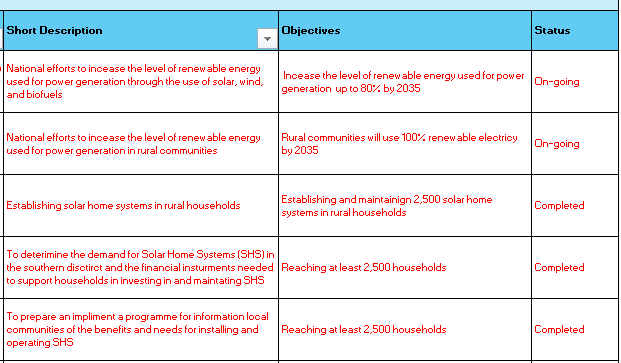 Short Description Objectives Status
National efforts to incease the level of renewable energy
used for power generation through the use of solar, wind,
and biofuels
Incease the level of renewable energy used for power
generation up to 80% by 2035
On-going
National efforts to incease the level of renewable energy
used for power generation in rural communities
Rural communities will use 100% renewable electricy
by 2035
On-going
Establishing solar home systems in rural households
Establishing and maintainign 2,500 solar home
systems in rural households
Completed
To deterimine the demand for Solar Home Systems (SHS) in
the southern disctirct and the financial insturments needed
to support households in investing in and maintating SHS
Reaching at least 2,500 households
Completed
To prepare an impliment a programme for information local
communities of the benefits and needs for installing and
operating SHS
Reaching at least 2,500 households
Completed